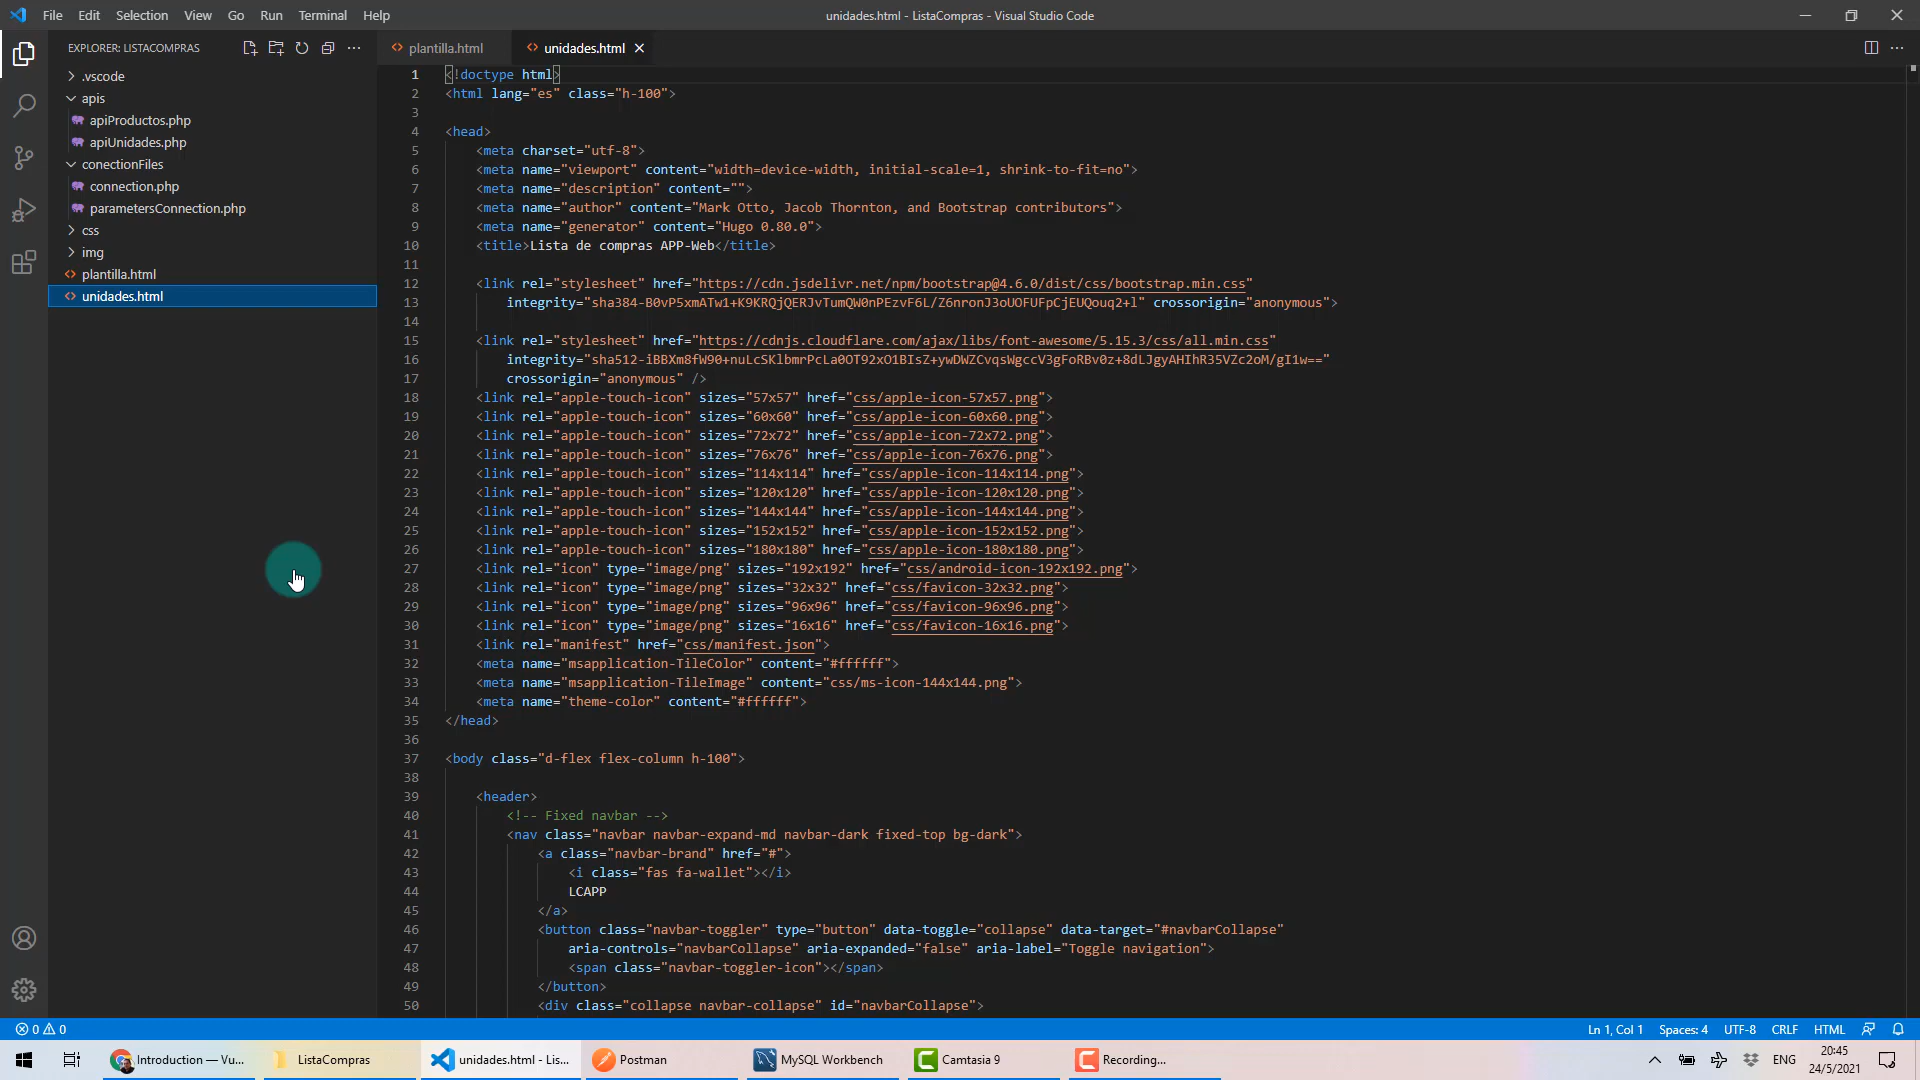 File Edit Selection View Go Run Terminal Help
unidades.html - ListaCompras - Visual Studio Code
EXPLORER: LISTACOMPRAS
.vscode
apis
apiProductos.php
apiUnidades.php
conectionFiles
connection.php
parametersConnection.php
css
img
plantilla.html
unidades.html
plantilla.html unidades.html
1 <!doctype html>
2 <html lang="es" class="h-100">
3
4 <head>
5 <meta charset="utf-8">
6 <meta name="viewport" content="width=device-width, initial-scale=1, shrink-to-fit=no">
7 <meta name="description" content="">
8 <meta name="author" content="Mark Otto, Jacob Thornton, and Bootstrap contributors">
9 <meta name="generator" content="Hugo 0.80.0">
10 <title>Lista de compras APP-Web</title>
11
12 <link rel="stylesheet" href="https://cdn.jsdelivr.net/npm/bootstrap@4.6.0/dist/css/bootstrap.min.css"
13 integrity="sha384-B0vP5xmATw1+K9KRQjQERJvTumQW0nPEzvF6L/Z6nronJ3oUOFUFpCjEUQouq2+l" crossorigin="anonymous">
14
15 <link rel="stylesheet" href="https://cdnjs.cloudflare.com/ajax/libs/font-awesome/5.15.3/css/all.min.css"
16 integrity="sha512-iBBXm8fW90+nuLcSKlbmrPcLa0OT92xO1BIsZ+ywDWZCvqsWgccV3gFoRBv0z+8dLJgyAHIhR35VZc2oM/gI1w=="
17 crossorigin="anonymous" />
18 <link rel="apple-touch-icon" sizes="57x57" href="css/apple-icon-57x57.png">
19 <link rel="apple-touch-icon" sizes="60x60" href="css/apple-icon-60x60.png">
20 <link rel="apple-touch-icon" sizes="72x72" href="css/apple-icon-72x72.png">
21 <link rel="apple-touch-icon" sizes="76x76" href="css/apple-icon-76x76.png">
22 <link rel="apple-touch-icon" sizes="114x114" href="css/apple-icon-114x114.png">
23 <link rel="apple-touch-icon" sizes="120x120" href="css/apple-icon-120x120.png">
24 <link rel="apple-touch-icon" sizes="144x144" href="css/apple-icon-144x144.png">
25 <link rel="apple-touch-icon" sizes="152x152" href="css/apple-icon-152x152.png">
26 <link rel="apple-touch-icon" sizes="180x180" href="css/apple-icon-180x180.png">
27 <link rel="icon" type="image/png" sizes="192x192" href="css/android-icon-192x192.png">
28 <link rel="icon" type="image/png" sizes="32x32" href="css/favicon-32x32.png">
29 <link rel="icon" type="image/png" sizes="96x96" href="css/favicon-96x96.png">
30 <link rel="icon" type="image/png" sizes="16x16" href="css/favicon-16x16.png">
31 <link rel="manifest" href="css/manifest.json">
32 <meta name="msapplication-TileColor" content="#ffffff">
33 <meta name="msapplication-TileImage" content="css/ms-icon-144x144.png">
34 <meta name="theme-color" content="#ffffff">
35 </head>
36
37 <body class="d-flex flex-column h-100">
38
39 <header>
40 <!-- Fixed navbar -->
41 <nav class="navbar navbar-expand-md navbar-dark fixed-top bg-dark">
42 <a class="navbar-brand" href="#">
43 <i class="fas fa-wallet"></i>
44 LCAPP
45 </a>
46 <button class="navbar-toggler" type="button" data-toggle="collapse" data-target="#navbarCollapse"
47 aria-controls="navbarCollapse" aria-expanded="false" aria-label="Toggle navigation">
48 <span class="navbar-toggler-icon"></span>
49 </button>
50 <div class="collapse navbar-collapse" id="navbarCollapse">
0 0 Ln 1, Col 1 Spaces: 4 UTF-8 CRLF HTML
Introduction — Vu... ListaCompras unidades.html - Lis... Postman MySQL Workbench Camtasia 9 Recording... ENG 20:45
24/5/2021